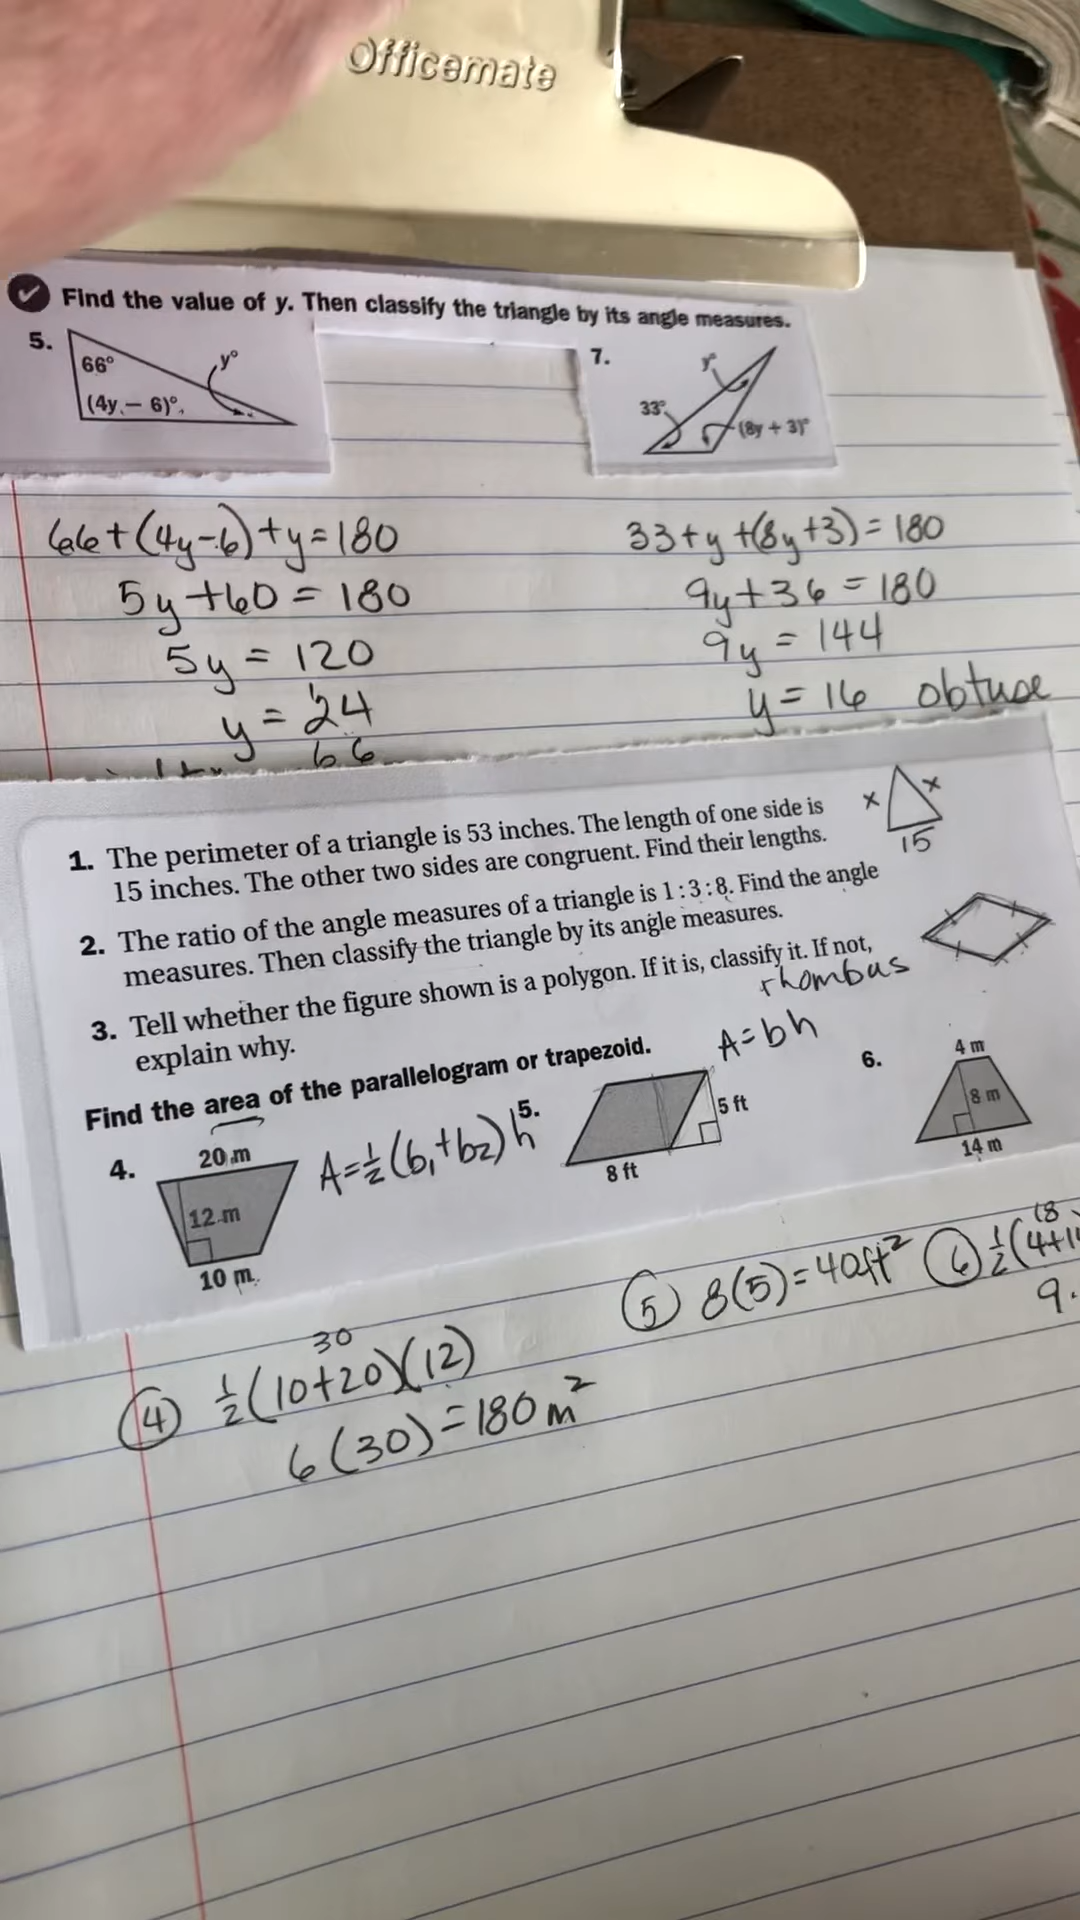 Officemate
Find the value of y. Then classify the triangle by its angle measures.
5.
66°
y°
(4y - 6)°
7.
y°
33°
(8y + 3)°
66+(4y-6)+y=180
5y+60=180
5y=120
y=24
66
33+y+(8y+3)=180
9y+36=180
9y=144
y=16 obtuse
1. The perimeter of a triangle is 53 inches. The length of one side is
15 inches. The other two sides are congruent. Find their lengths.
x x
15
2. The ratio of the angle measures of a triangle is 1:3:8. Find the angle
measures. Then classify the triangle by its angle measures.
3. Tell whether the figure shown is a polygon. If it is, classify it. If not,
explain why.
rhombus
Find the area of the parallelogram or trapezoid.
A=bh
4.
20 m
12 m
10 m
A=½(b₁+b₂)h
5.
5 ft
8 ft
6.
4 m
8 m
14 m
④ ½(10+20)(12)
30
6(30)=180m²
⑤ 8(5)=40ft²
⑥ ½(4+1
18
9.